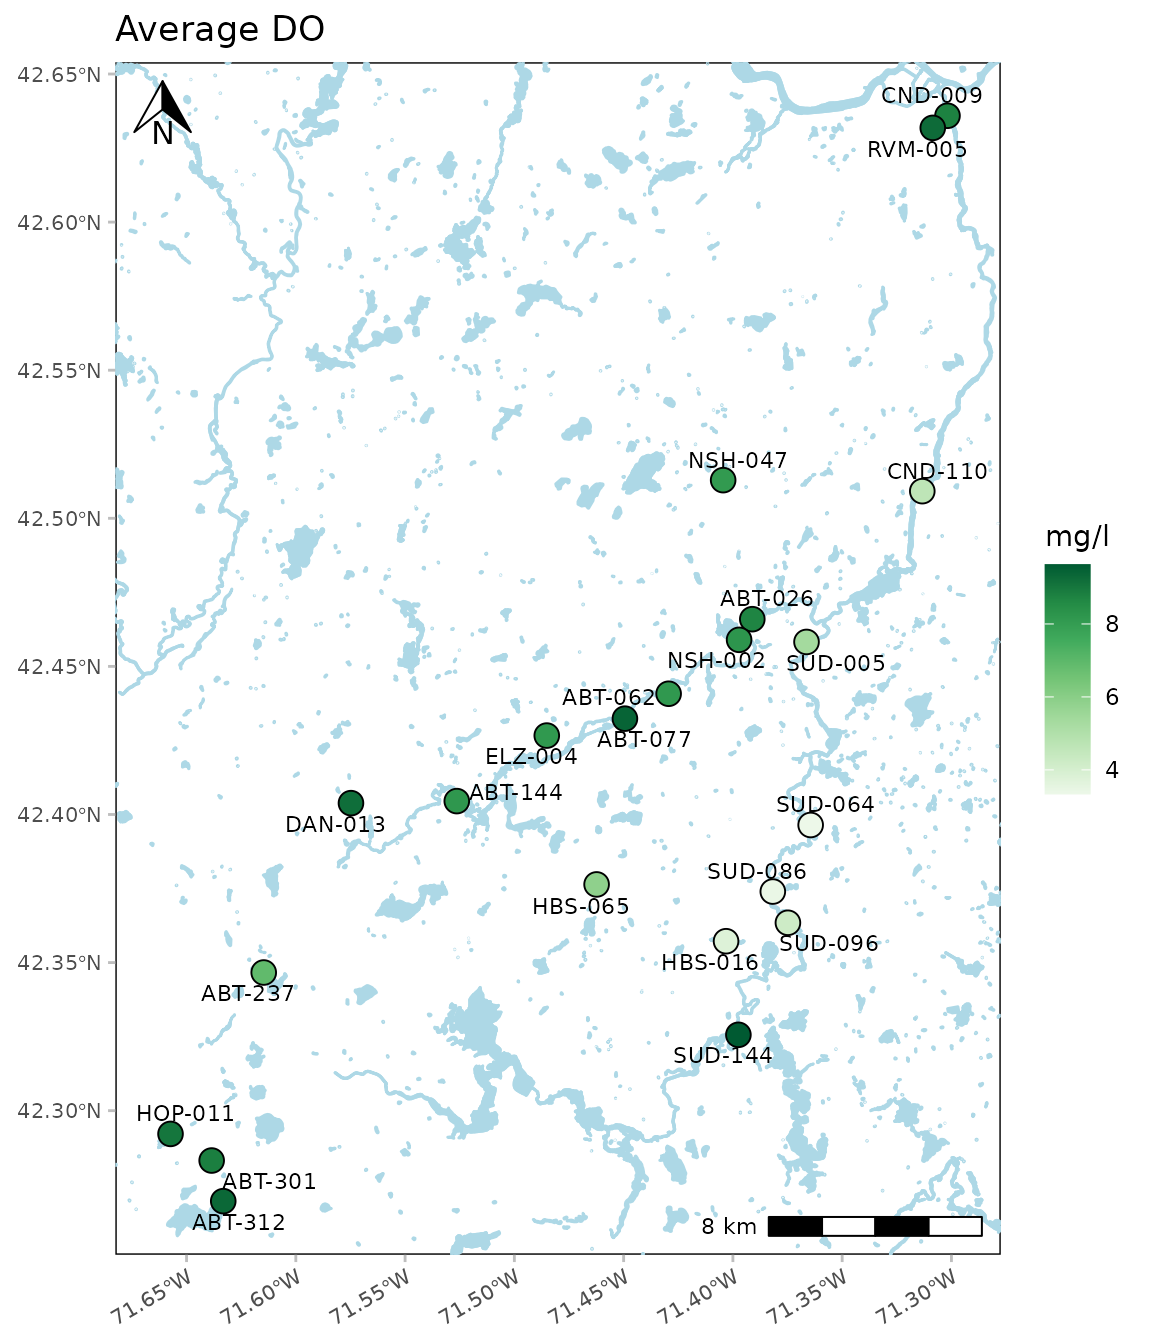 Average DO
42.65°N
42.60°N
42.55°N
42.50°N
42.45°N
42.40°N
42.35°N
42.30°N
N
CND-009
RVM-005
NSH-047
CND-110
ABT-026
NSH-002
SUD-005
ABT-062
ABT-077
ELZ-004
ABT-144
DAN-013
SUD-064
SUD-086
HBS-065
SUD-096
HBS-016
ABT-237
SUD-144
HOP-011
ABT-301
ABT-312
8 km
71.65°W
71.60°W
71.55°W
71.50°W
71.45°W
71.40°W
71.35°W
71.30°W
mg/l
8
6
4